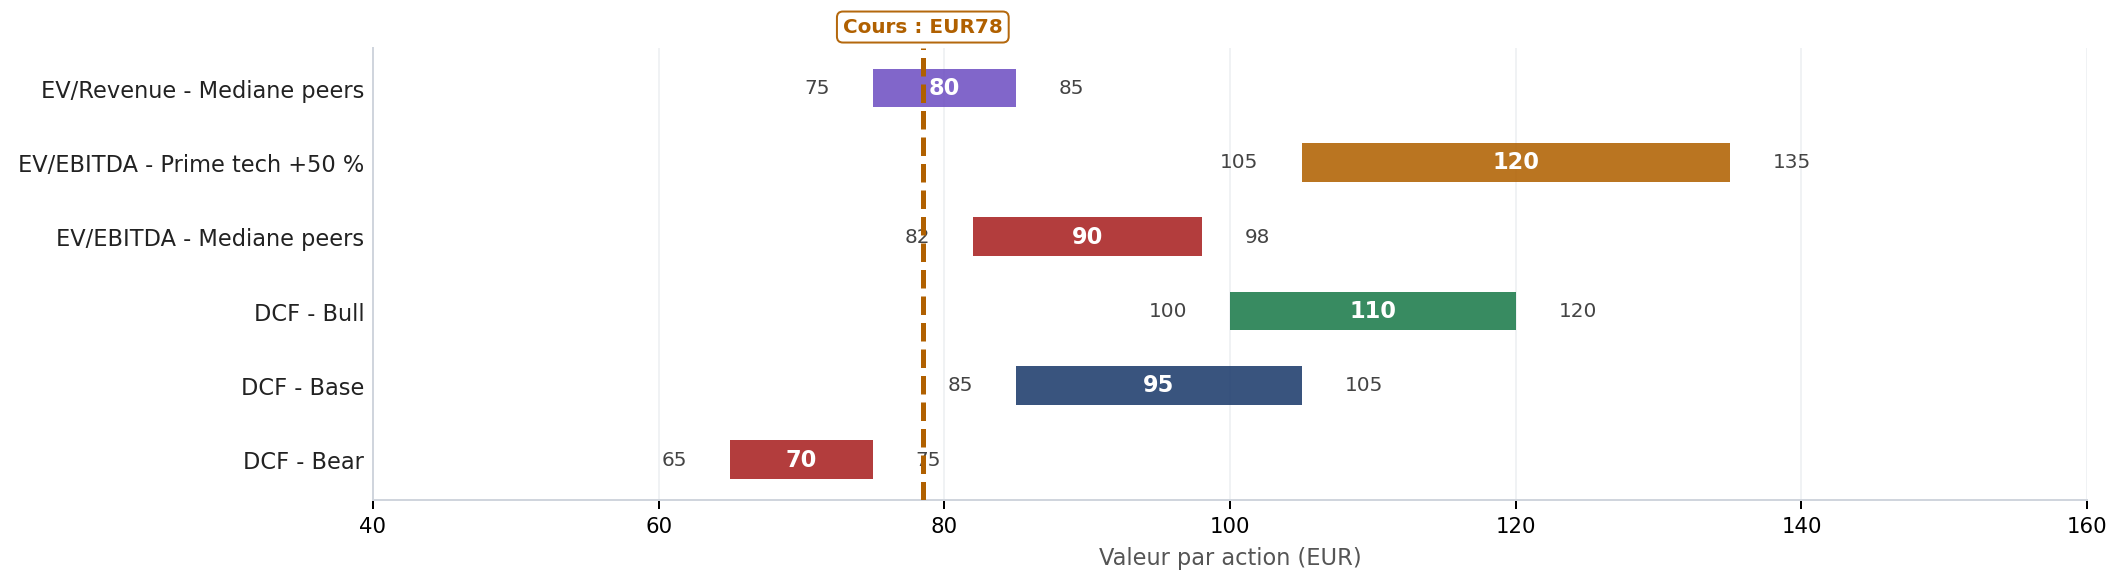 Cours : EUR78
EV/Revenue - Mediane peers 75 80 85
EV/EBITDA - Prime tech +50 % 105 120 135
EV/EBITDA - Mediane peers 82 90 98
DCF - Bull 100 110 120
DCF - Base 85 95 105
DCF - Bear 65 70 75
40 60 80 100 120 140 160
Valeur par action (EUR)